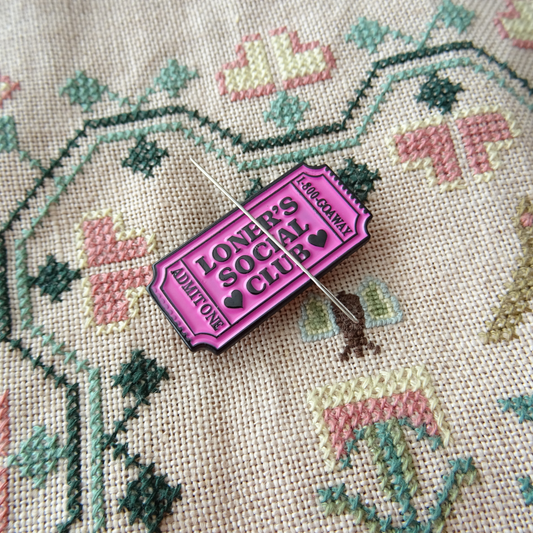 1-800-GOAWAY
LONER'S
SOCIAL
CLUB
ADMIT ONE